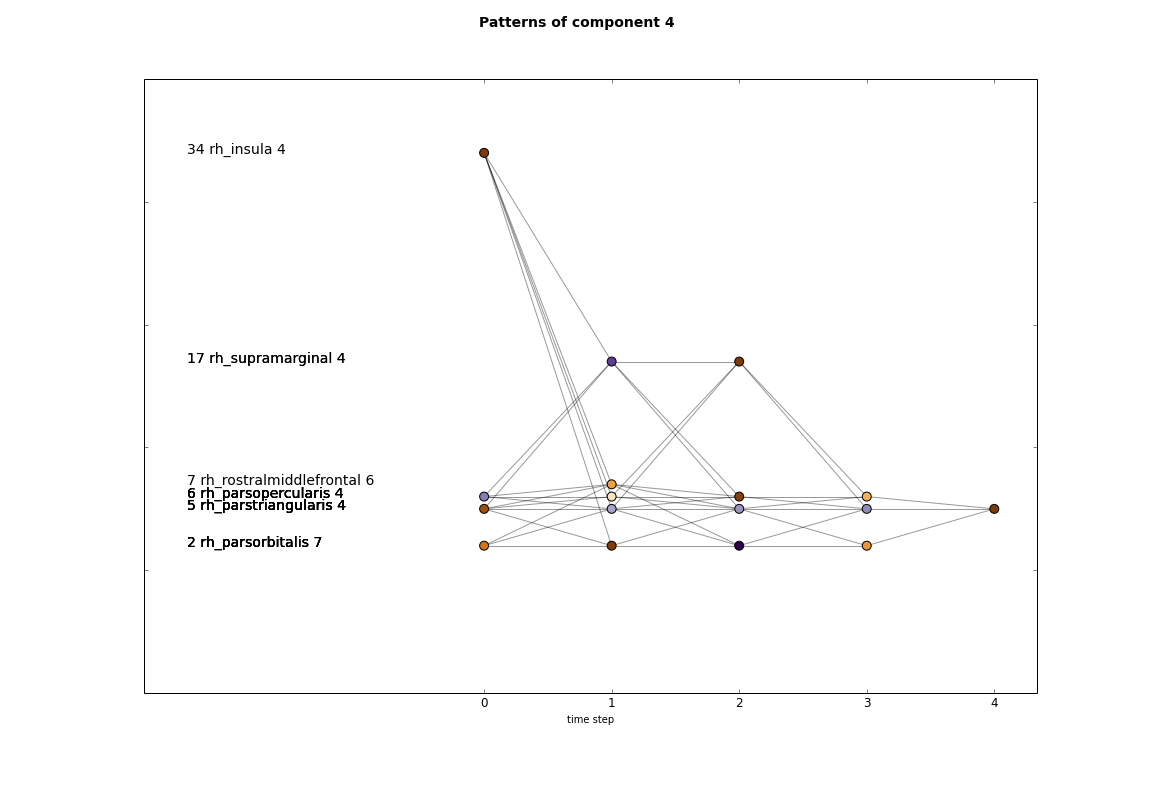 Patterns of component 4
34 rh_insula 4
17 rh_supramarginal 4
7 rh_rostralmiddlefrontal 6
6 rh_parsopercularis 4
5 rh_parstriangularis 4
2 rh_parsorbitalis 7
0 1 2 3 4
time step